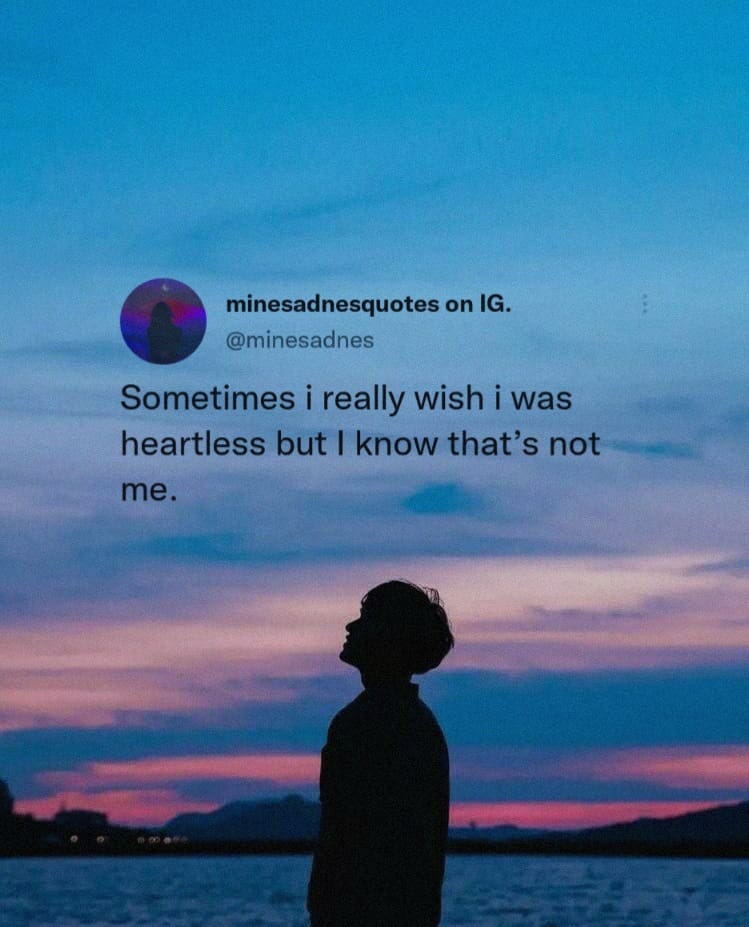 minesadnesquotes on IG.
@minesadnes
Sometimes i really wish i was
heartless but I know that’s not
me.